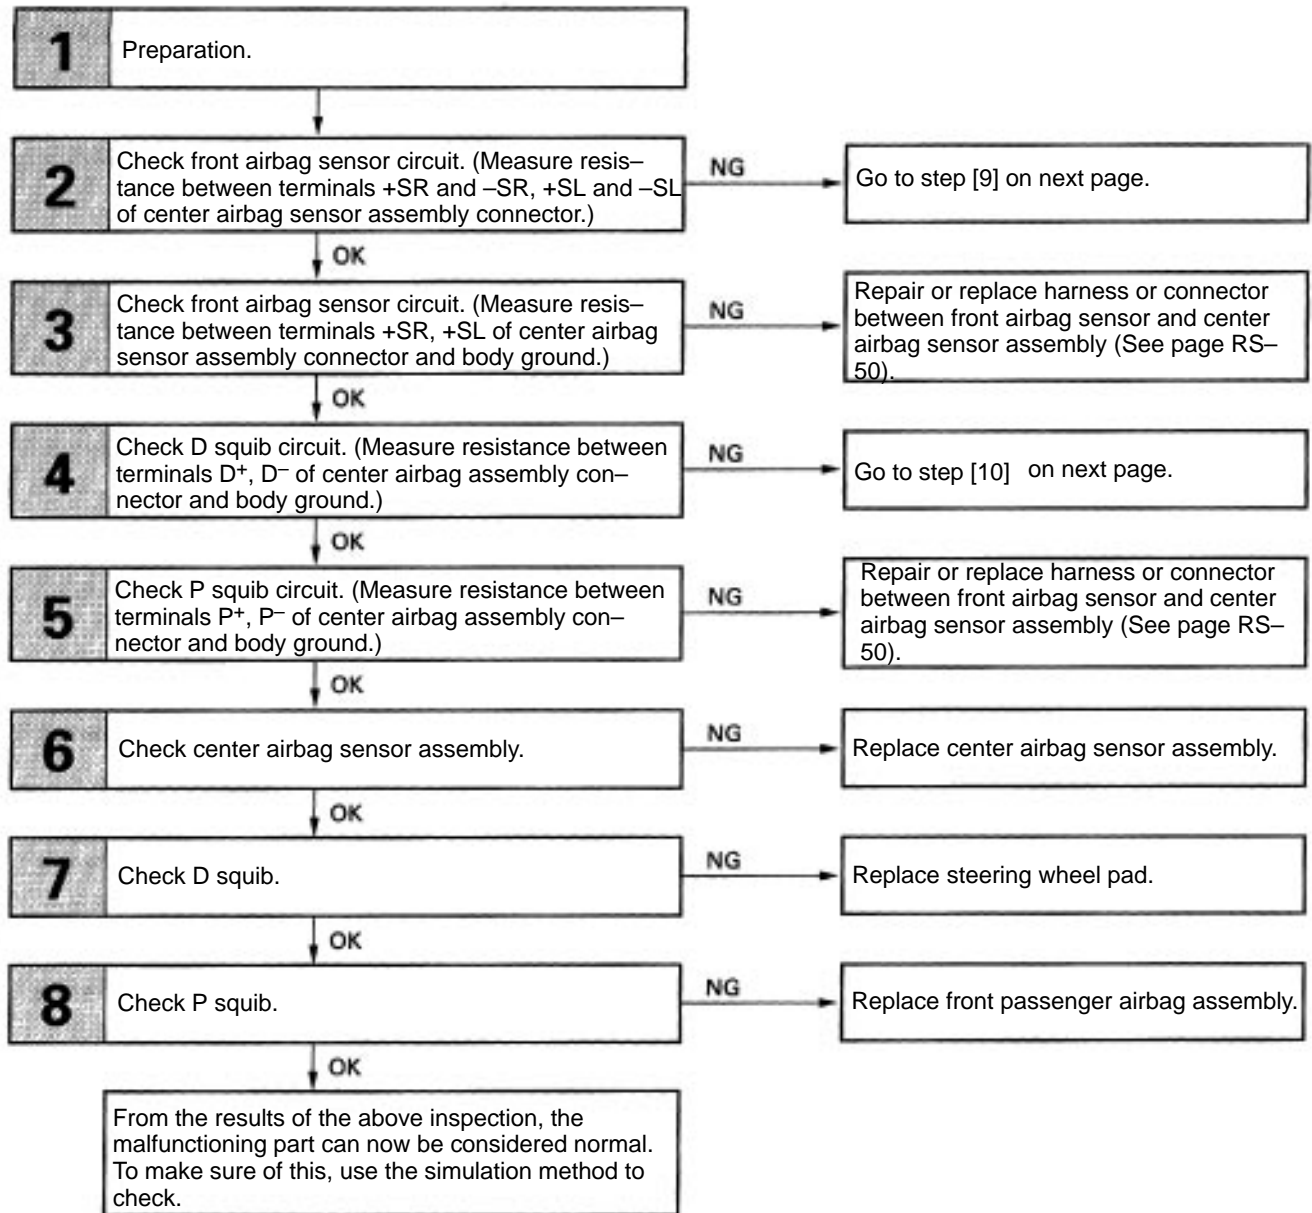 1
Preparation.
2
Check front airbag sensor circuit. (Measure resis–
tance between terminals +SR and –SR, +SL and –SL
of center airbag sensor assembly connector.)
NG
Go to step [9] on next page.
OK
3
Check front airbag sensor circuit. (Measure resis–
tance between terminals +SR, +SL of center airbag
sensor assembly connector and body ground.)
NG
Repair or replace harness or connector
between front airbag sensor and center
airbag sensor assembly (See page RS–
50).
OK
4
Check D squib circuit. (Measure resistance between
terminals D+, D– of center airbag assembly con–
nector and body ground.)
NG
Go to step [10] on next page.
OK
5
Check P squib circuit. (Measure resistance between
terminals P+, P– of center airbag assembly con–
nector and body ground.)
NG
Repair or replace harness or connector
between front airbag sensor and center
airbag sensor assembly (See page RS–
50).
OK
6
Check center airbag sensor assembly.
NG
Replace center airbag sensor assembly.
OK
7
Check D squib.
NG
Replace steering wheel pad.
OK
8
Check P squib.
NG
Replace front passenger airbag assembly.
OK
From the results of the above inspection, the
malfunctioning part can now be considered normal.
To make sure of this, use the simulation method to
check.